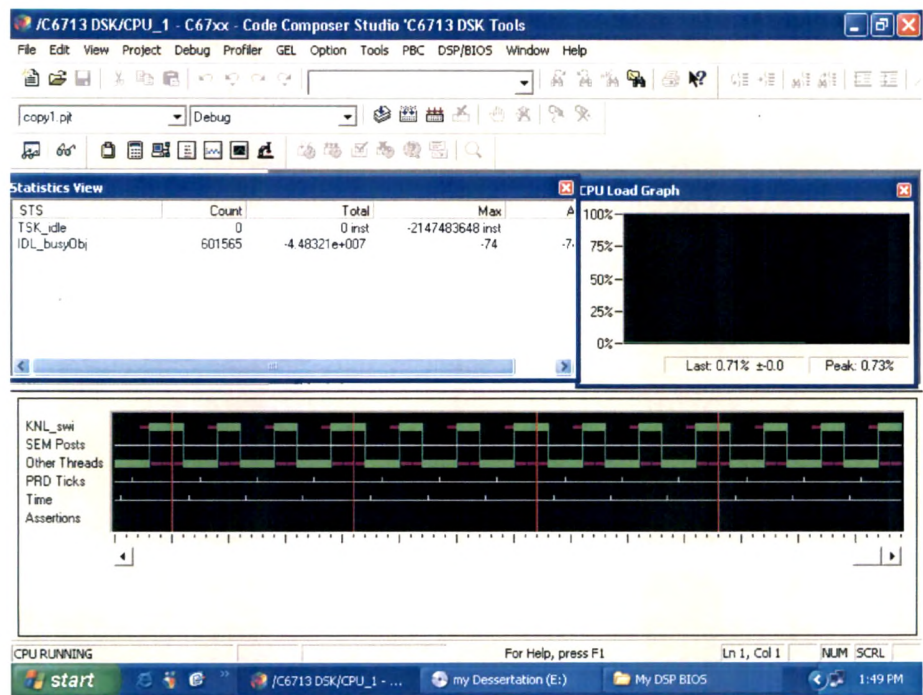 /C6713 DSK/CPU_1 - C67xx - Code Composer Studio 'C6713 DSK Tools
File Edit View Project Debug Profiler GEL Option Tools PBC DSP/BIOS Window Help
copy1.pjt Debug
Statistics View
STS Count Total Max A
TSK_idle 0 0 inst -2147483648 inst
IDL_busyObj 601565 -4.48321e+007 -74 -74
CPU Load Graph
100%
75%
50%
25%
0%
Last: 0.71% ±-0.0 Peak: 0.73%
KNL_swi
SEM Posts
Other Threads
PRD Ticks
Time
Assertions
CPU RUNNING For Help, press F1 Ln 1, Col 1 NUM SCRL
start /C6713 DSK/CPU_1 - ... my Dessertation (E:) My DSP BIOS 1:49 PM